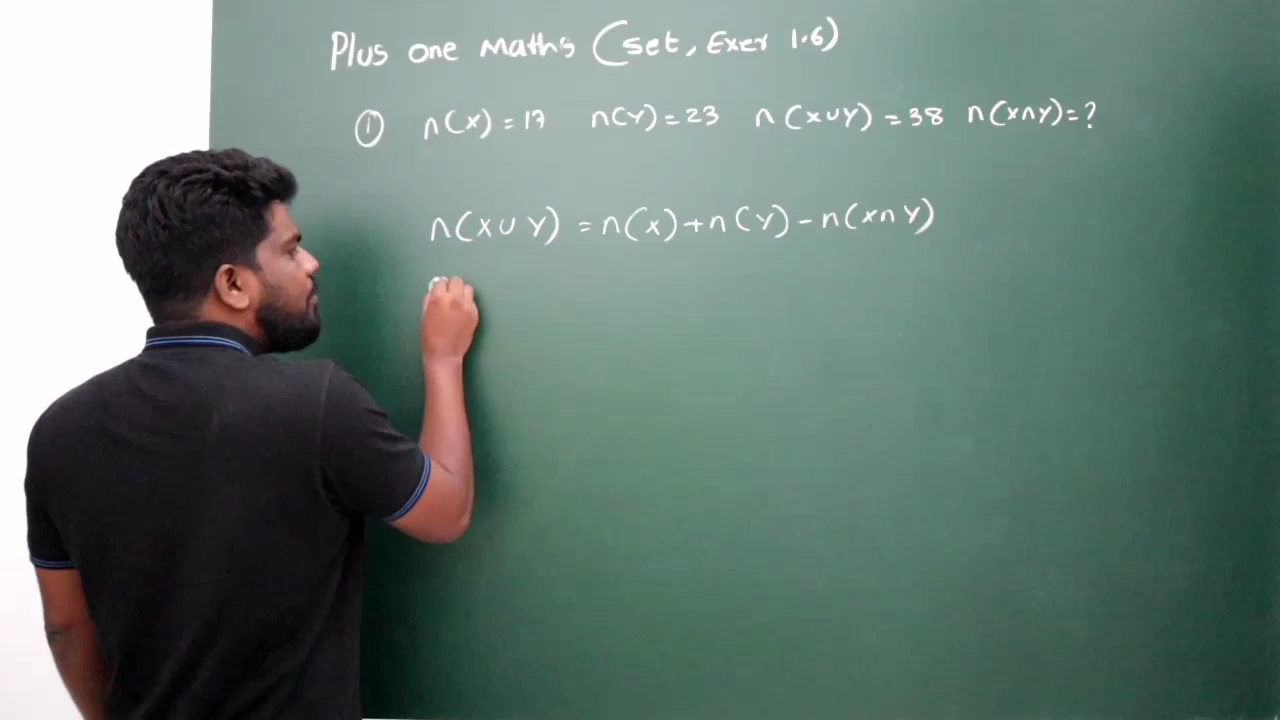 Plus one Maths (set, Exer 1.6)
① n(X) = 17 n(Y) = 23 n(X∪Y) = 38 n(X∩Y) = ?
n(X∪Y) = n(X) + n(Y) - n(X∩Y)